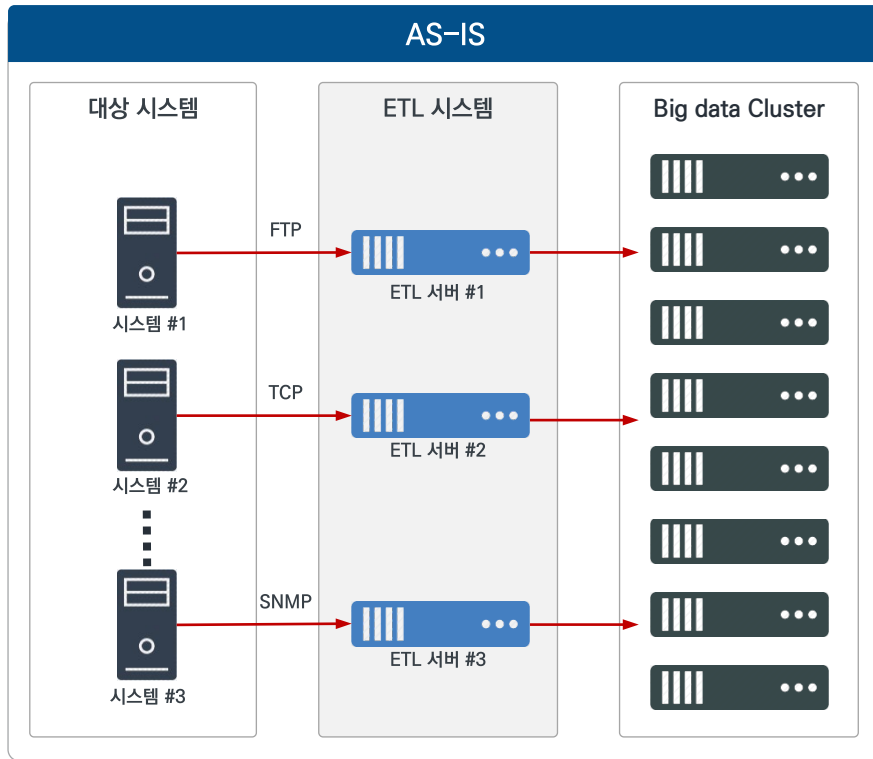 AS-IS
대상 시스템
ETL 시스템
Big data Cluster
FTP
시스템 #1
ETL 서버 #1
TCP
시스템 #2
ETL 서버 #2
SNMP
시스템 #3
ETL 서버 #3